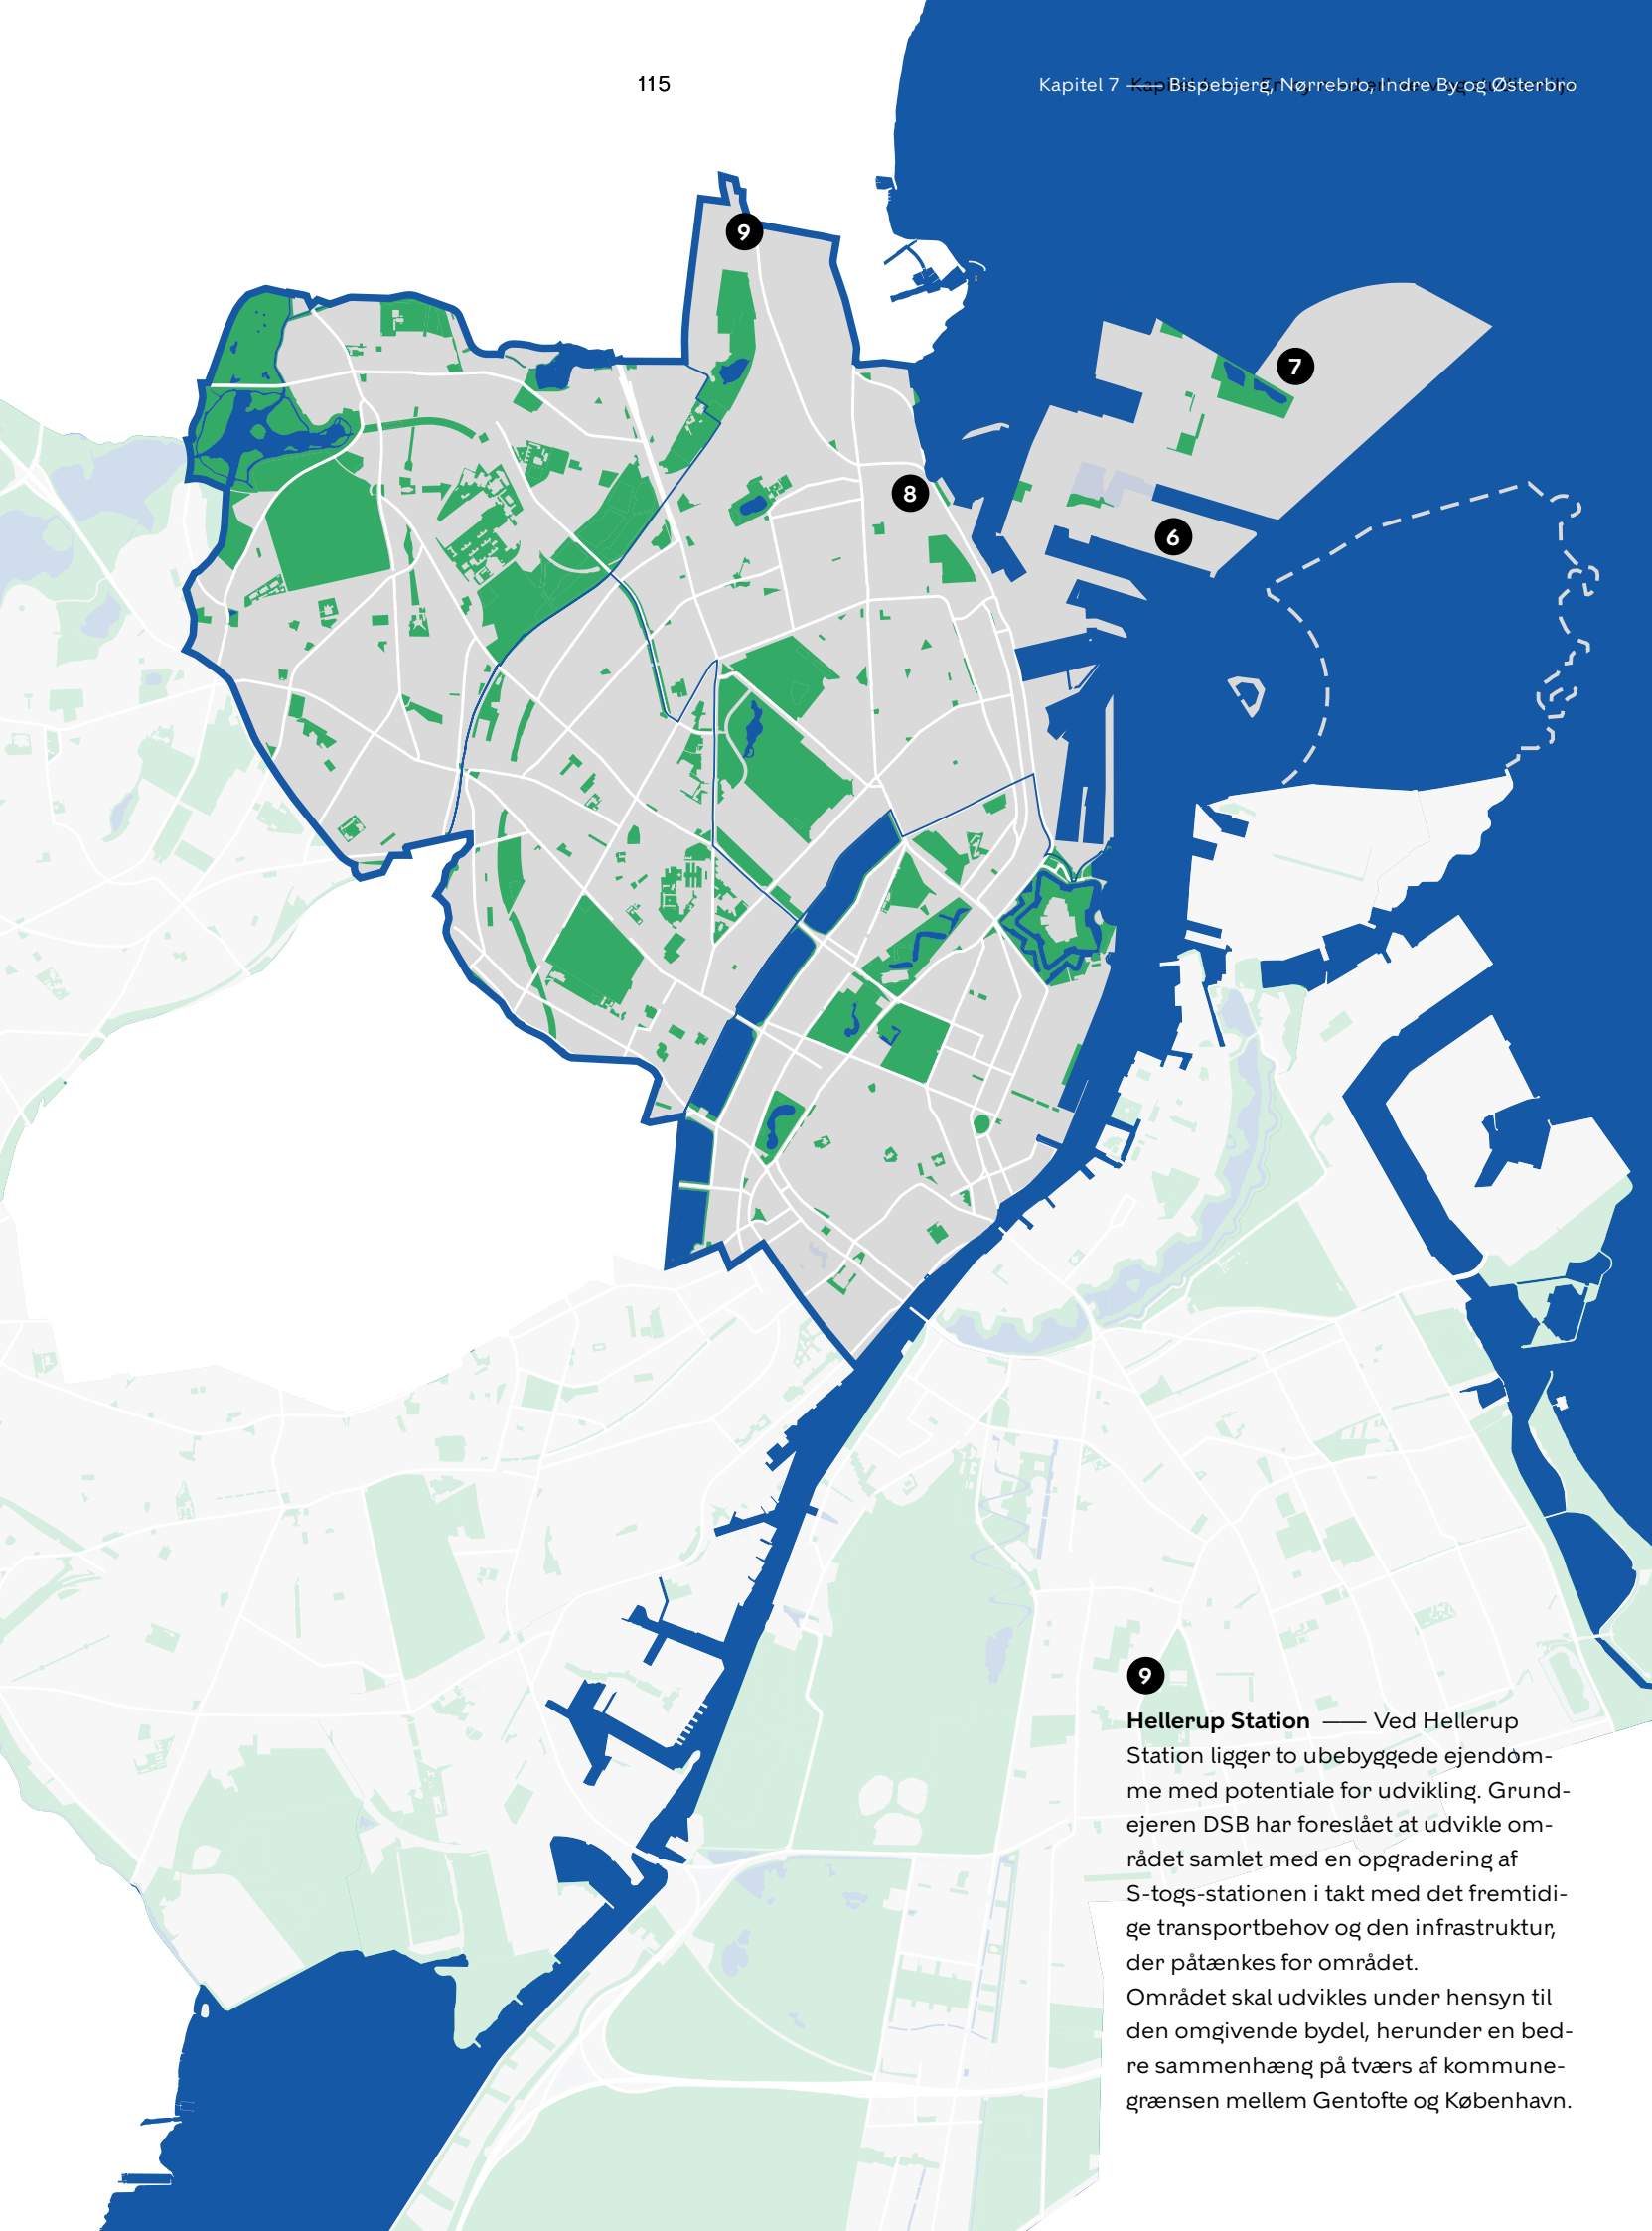 115
Kapitel 7 —— Bispebjerg, Nørrebro, Indre By og Østerbro
9
7
8
6
9
Hellerup Station —— Ved Hellerup
Station ligger to ubebyggede ejendom-
me med potentiale for udvikling. Grund-
ejeren DSB har foreslået at udvikle om-
rådet samlet med en opgradering af
S-togs-stationen i takt med det fremtidi-
ge transportbehov og den infrastruktur,
der påtænkes for området.
Området skal udvikles under hensyn til
den omgivende bydel, herunder en bed-
re sammenhæng på tværs af kommune-
grænsen mellem Gentofte og København.